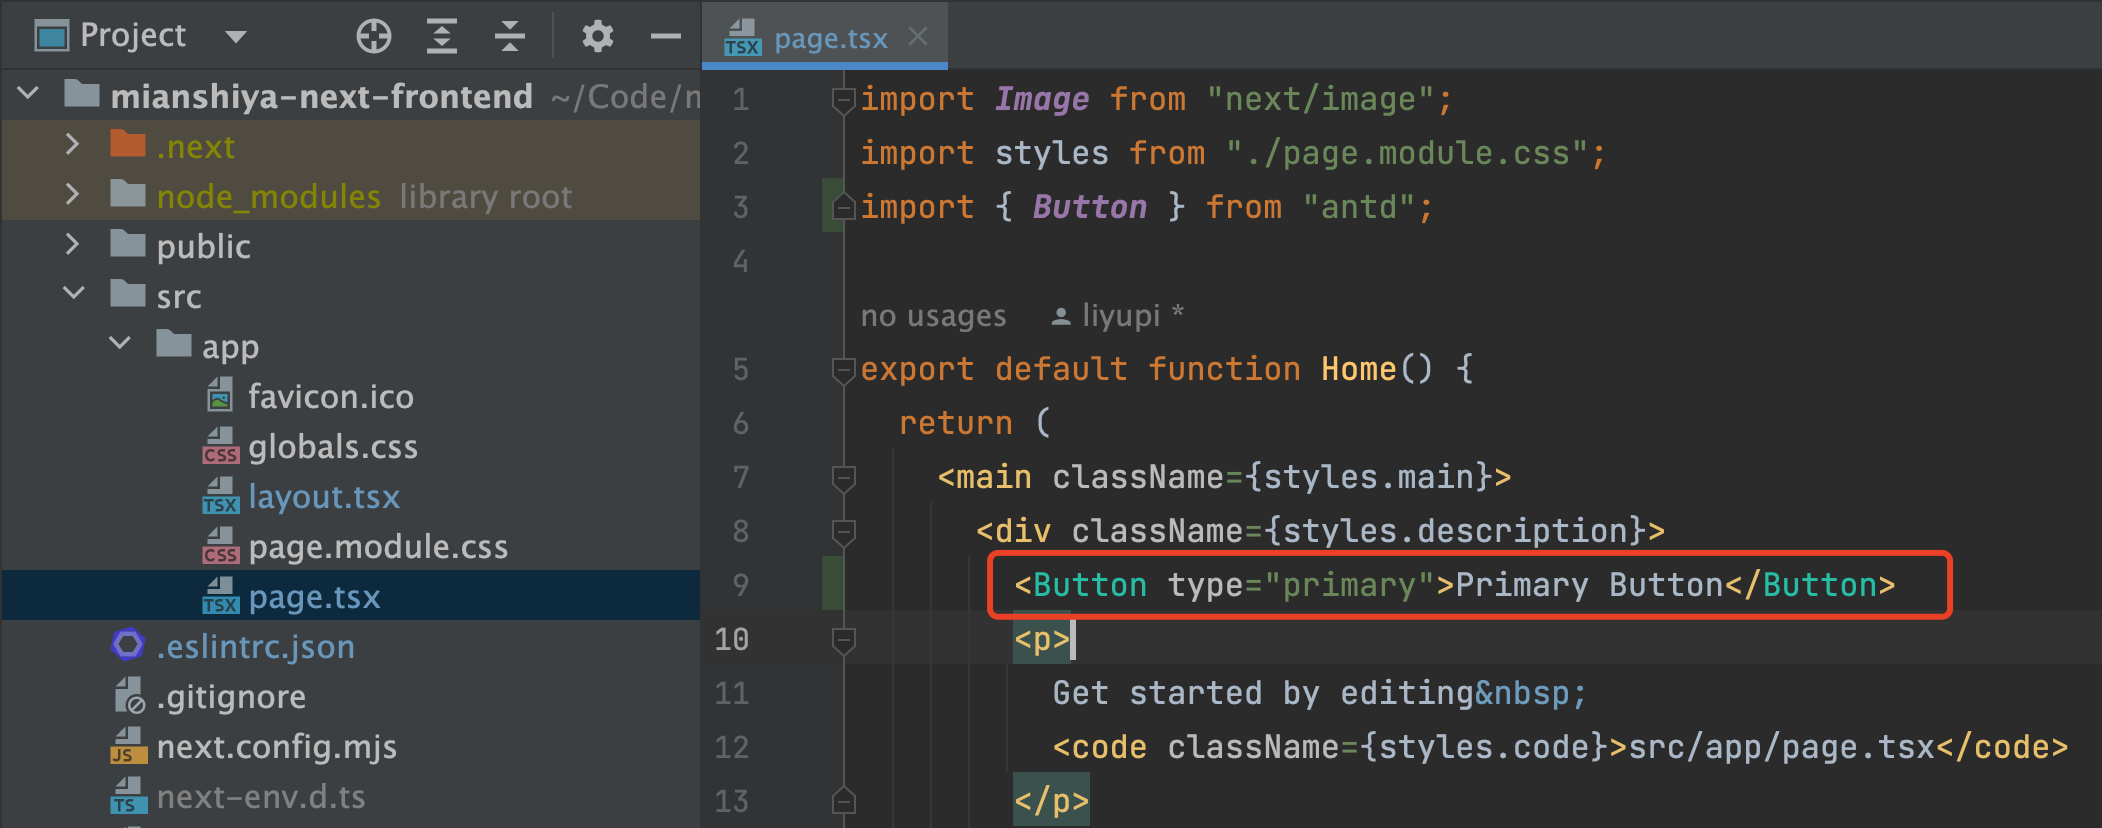 Project
mianshiya-next-frontend ~/Code/m
.next
node_modules library root
public
src
app
favicon.ico
globals.css
layout.tsx
page.module.css
page.tsx
.eslintrc.json
.gitignore
next.config.mjs
next-env.d.ts
page.tsx
1 import Image from "next/image";
2 import styles from "./page.module.css";
3 import { Button } from "antd";
4
no usages liyupi *
5 export default function Home() {
6 return (
7 <main className={styles.main}>
8 <div className={styles.description}>
9 <Button type="primary">Primary Button</Button>
10 <p>
11 Get started by editing&nbsp;
12 <code className={styles.code}>src/app/page.tsx</code>
13 </p>